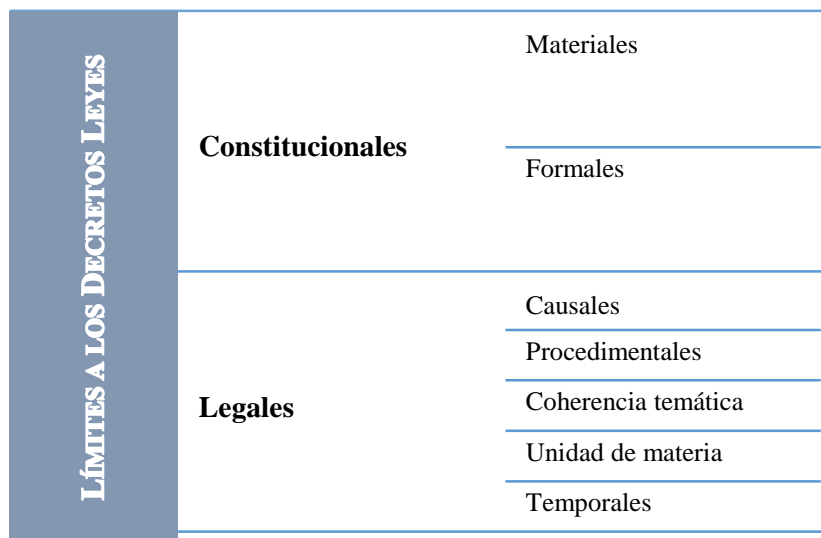 LÍMITES A LOS DECRETOS LEYES
Constitucionales
Materiales
Formales
Legales
Causales
Procedimentales
Coherencia temática
Unidad de materia
Temporales